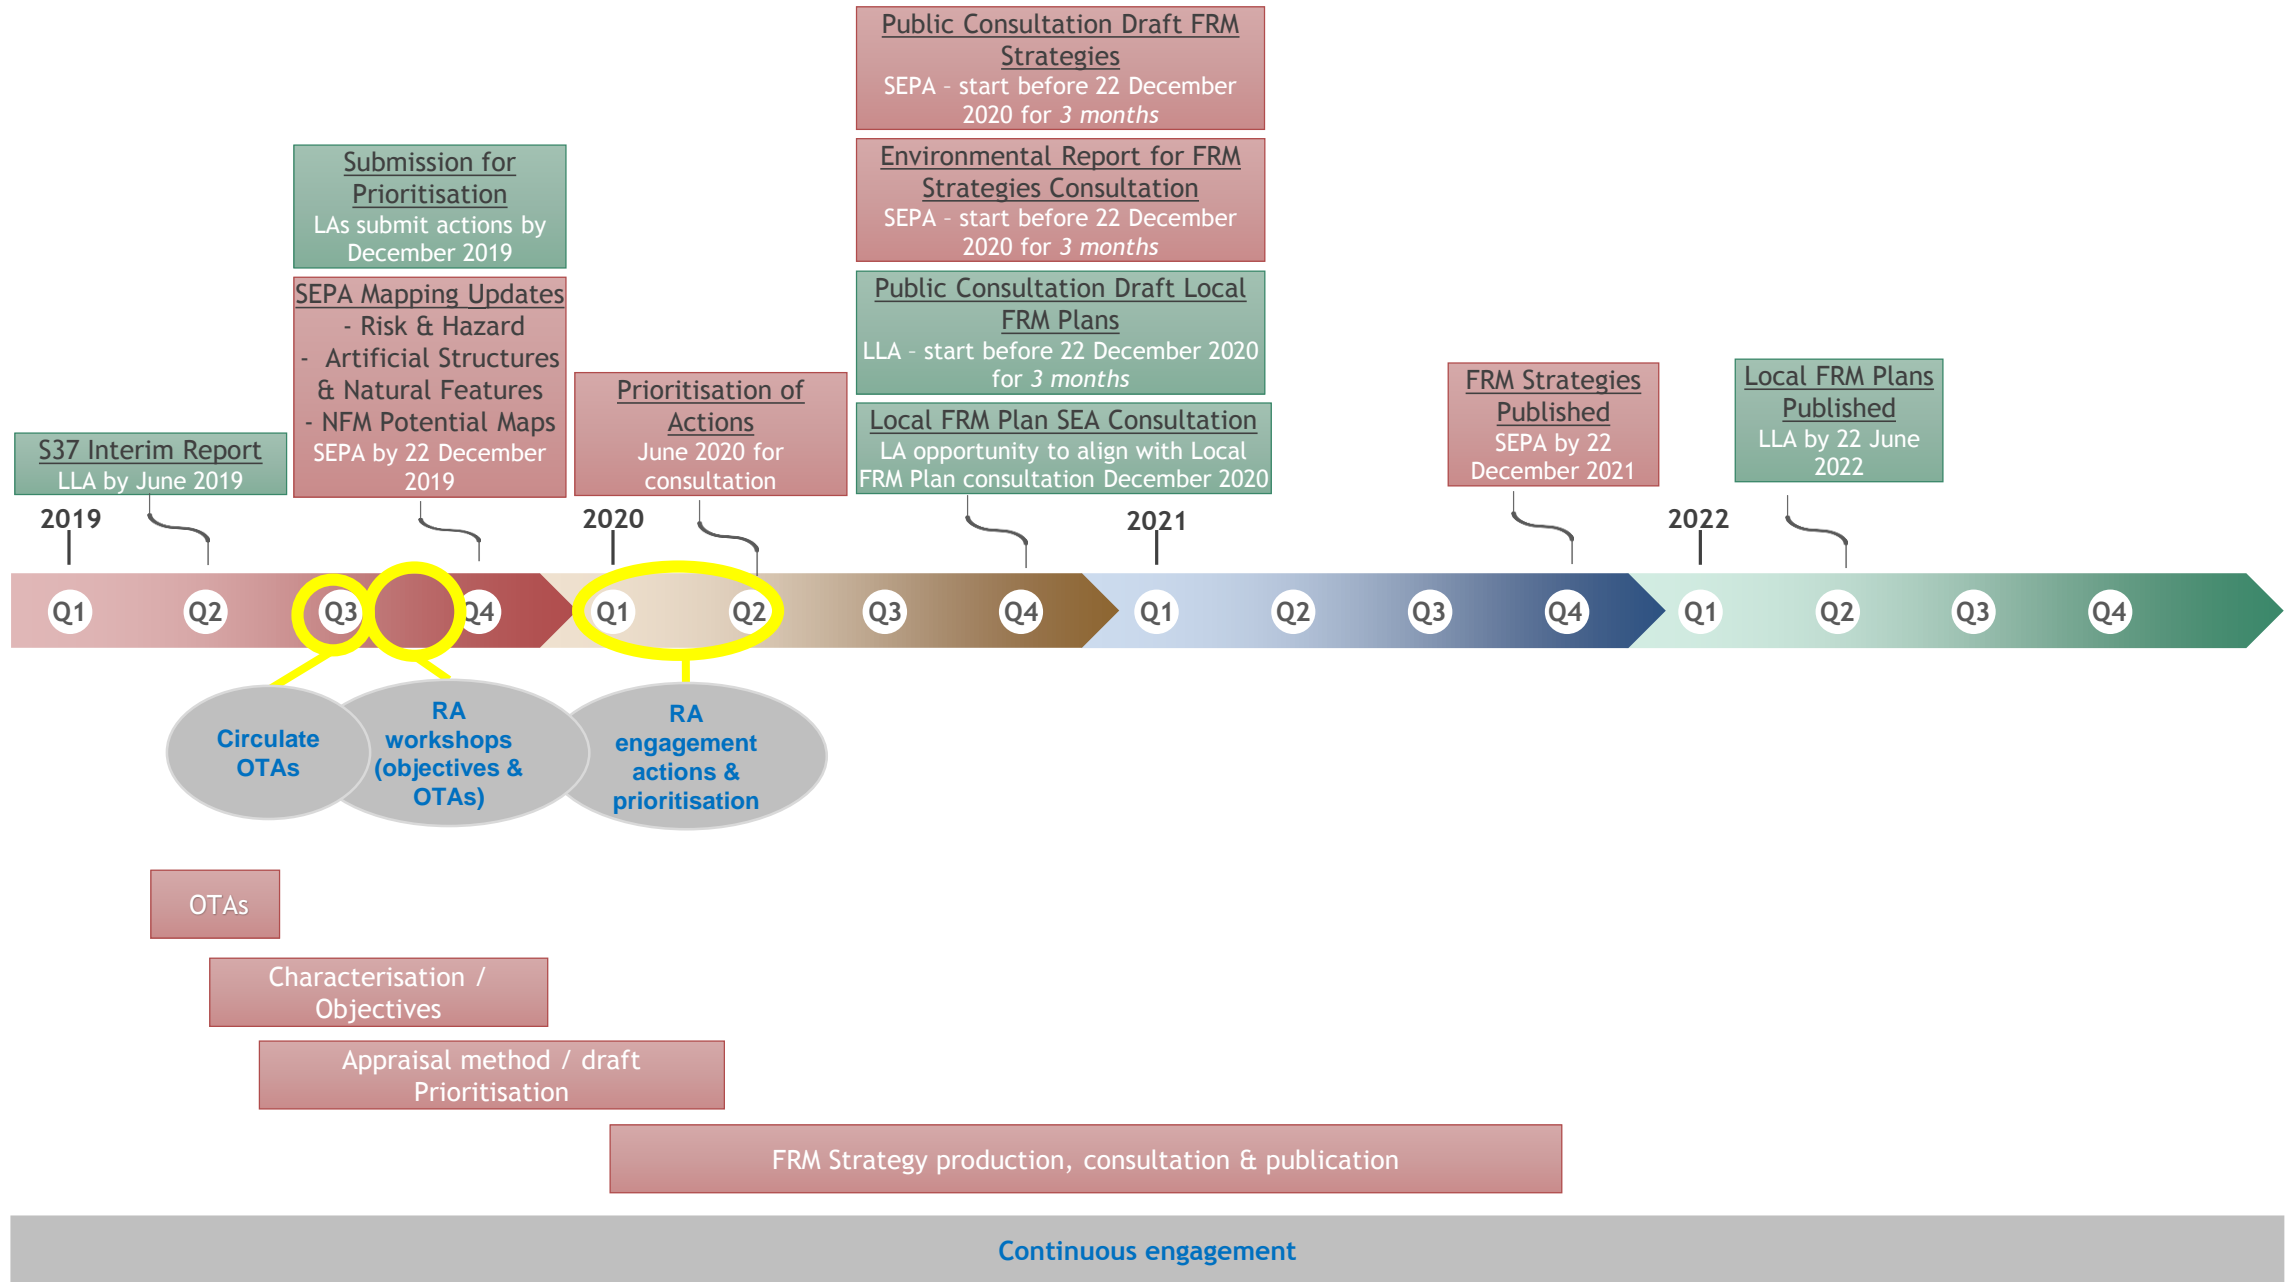 Public Consultation Draft FRM
Strategies
SEPA – start before 22 December
2020 for 3 months
Environmental Report for FRM
Strategies Consultation
SEPA – start before 22 December
2020 for 3 months
Submission for
Prioritisation
LAs submit actions by
December 2019
SEPA Mapping Updates
- Risk & Hazard
- Artificial Structures
& Natural Features
- NFM Potential Maps
SEPA by 22 December
2019
Public Consultation Draft Local
FRM Plans
LLA – start before 22 December 2020
for 3 months
Local FRM Plan SEA Consultation
LA opportunity to align with Local
FRM Plan consultation December 2020
S37 Interim Report
LLA by June 2019
Prioritisation of
Actions
June 2020 for
consultation
FRM Strategies
Published
SEPA by 22
December 2021
Local FRM Plans
Published
LLA by 22 June
2022
2019
2020
2021
2022
Q1
Q2
Q3
Q4
Q1
Q2
Q3
Q4
Q1
Q2
Q3
Q4
Q1
Q2
Q3
Q4
Circulate
OTAs
RA
workshops
(objectives &
OTAs)
RA
engagement
actions &
prioritisation
OTAs
Characterisation /
Objectives
Appraisal method / draft
Prioritisation
FRM Strategy production, consultation & publication
Continuous engagement